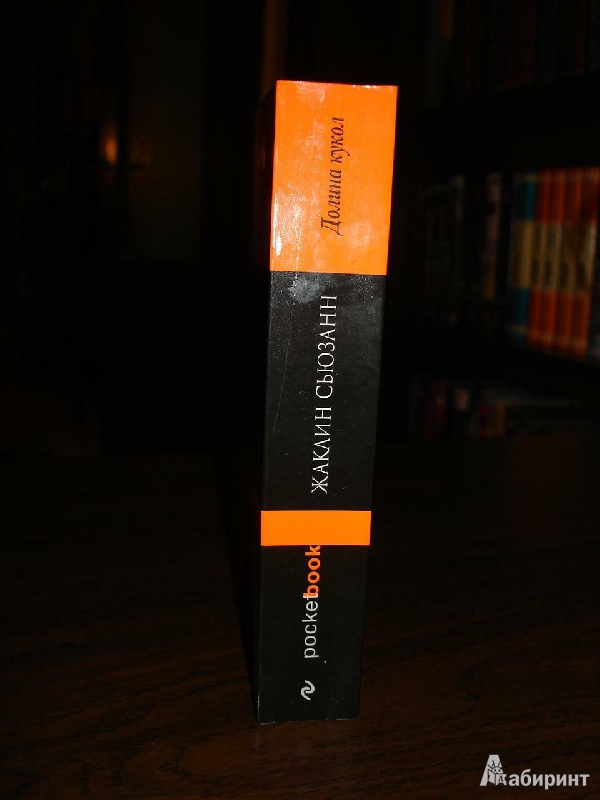 Долина кукол
ЖАКЛИН СЬЮЗАНН
pocketbook
Лабиринт